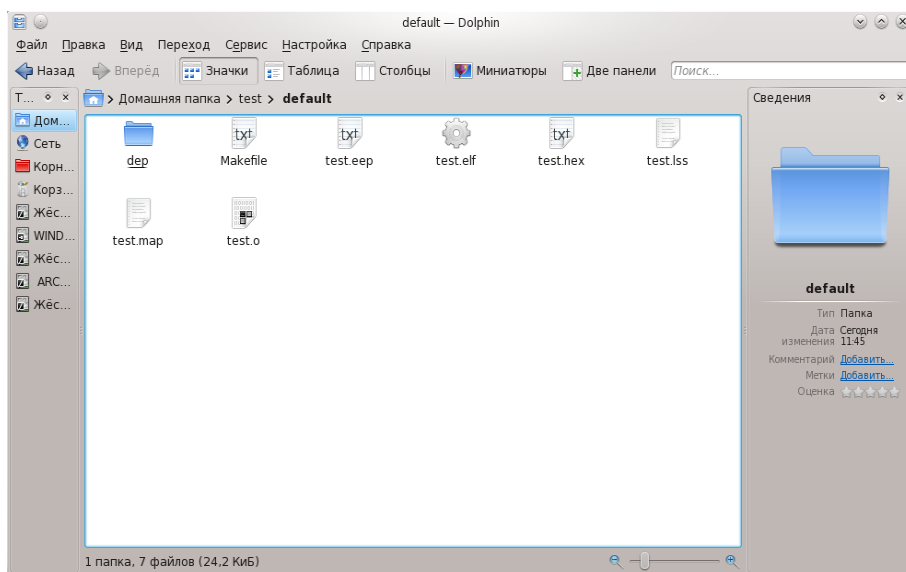 default — Dolphin
Файл Правка Вид Переход Сервис Настройка Справка
Назад Вперёд Значки Таблица Столбцы Миниатюры Две панели Поиск...
Т...
Домашняя папка > test > default
Сведения
Дом...
Сеть
Корн...
Корз...
Жёс...
WIND...
Жёс...
ARC...
Жёс...
txt txt txt
dep Makefile test.eep test.elf test.hex test.lss
test.map test.o
default
Тип Папка
Дата изменения Сегодня 11:45
Комментарий Добавить...
Метки Добавить...
Оценка
1 папка, 7 файлов (24,2 КиБ)